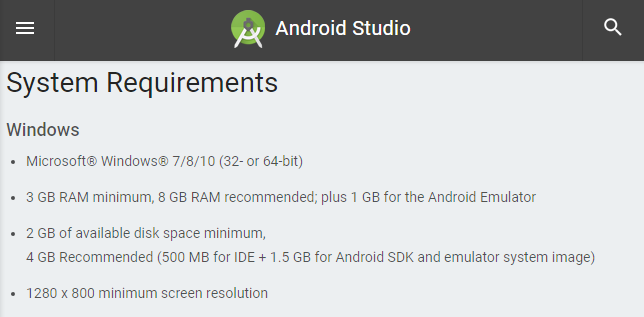 Android Studio
System Requirements
Windows
• Microsoft® Windows® 7/8/10 (32- or 64-bit)
• 3 GB RAM minimum, 8 GB RAM recommended; plus 1 GB for the Android Emulator
• 2 GB of available disk space minimum,
4 GB Recommended (500 MB for IDE + 1.5 GB for Android SDK and emulator system image)
• 1280 x 800 minimum screen resolution